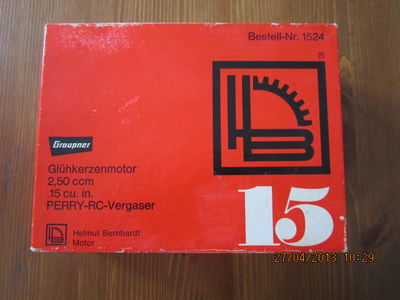 Bestell-Nr. 1524
®
HB
Graupner
Glühkerzenmotor
2,50 ccm
.15 cu. in.
PERRY-RC-Vergaser
15
HB
Helmut Bernhardt
Motor
27/04/2013 10:29